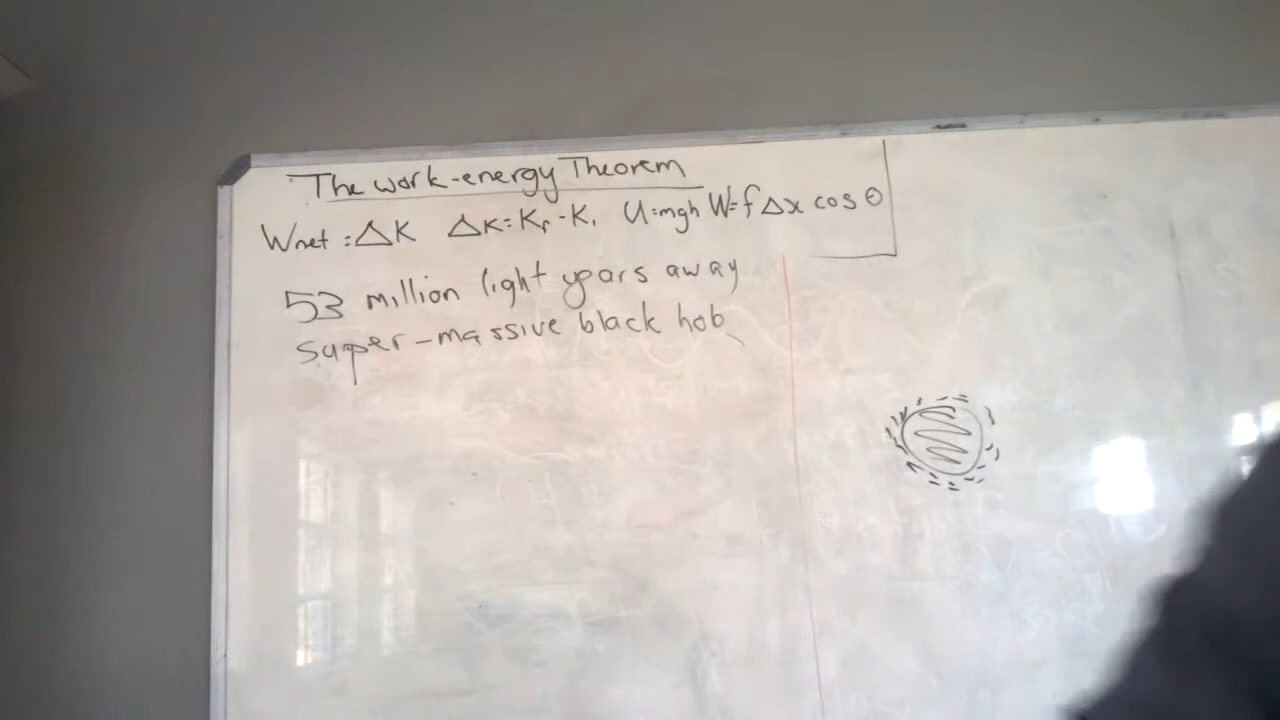 The work-energy Theorem
Wnet = ΔK ΔK = Kf - Ki U = mgh W = fΔx cos θ
53 million light years away
super-massive black hob